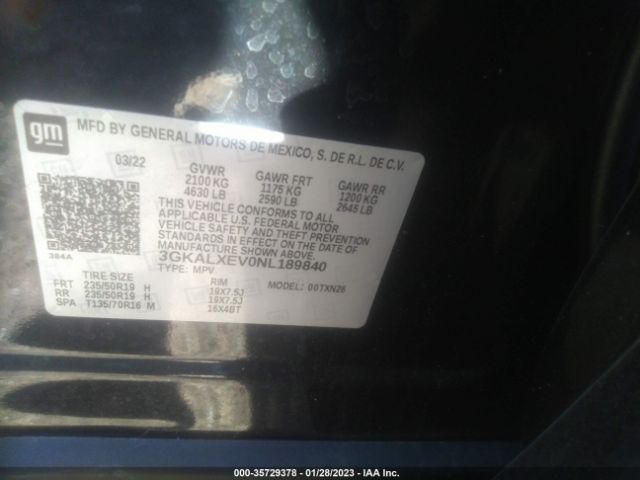 gm
MFD BY GENERAL MOTORS DE MEXICO, S. DE R.L. DE C.V.
03/22 GVWR GAWR FRT GAWR RR
2100 KG 1175 KG 1200 KG
4630 LB 2590 LB 2645 LB
THIS VEHICLE CONFORMS TO ALL
APPLICABLE U.S. FEDERAL MOTOR
VEHICLE SAFETY AND THEFT PREVENTION
STANDARDS IN EFFECT ON THE DATE OF
MANUFACTURE SHOWN ABOVE.
384A 3GKALXEV0NL189840
TYPE: MPV MODEL: 00TXN26
TIRE SIZE RIM
FRT 235/50R19 H 19X7.5J
RR 235/50R19 H 19X7.5J
SPA T135/70R16 M 16X4BT
000-35729378 - 01/28/2023 - IAA Inc.